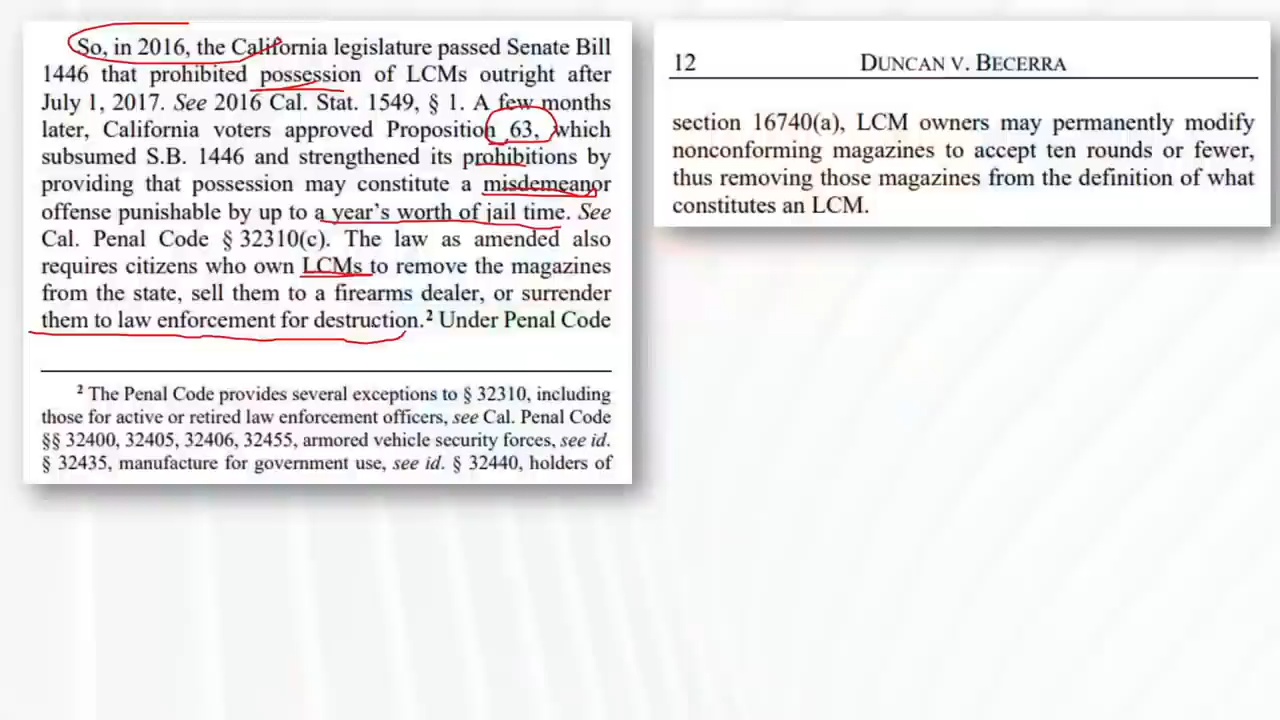 So, in 2016, the California legislature passed Senate Bill
1446 that prohibited possession of LCMs outright after
July 1, 2017. See 2016 Cal. Stat. 1549, § 1. A few months
later, California voters approved Proposition 63, which
subsumed S.B. 1446 and strengthened its prohibitions by
providing that possession may constitute a misdemeanor
offense punishable by up to a year’s worth of jail time. See
Cal. Penal Code § 32310(c). The law as amended also
requires citizens who own LCMs to remove the magazines
from the state, sell them to a firearms dealer, or surrender
them to law enforcement for destruction.² Under Penal Code
² The Penal Code provides several exceptions to § 32310, including
those for active or retired law enforcement officers, see Cal. Penal Code
§§ 32400, 32405, 32406, 32455, armored vehicle security forces, see id.
§ 32435, manufacture for government use, see id. § 32440, holders of
12 DUNCAN V. BECERRA
section 16740(a), LCM owners may permanently modify
nonconforming magazines to accept ten rounds or fewer,
thus removing those magazines from the definition of what
constitutes an LCM.